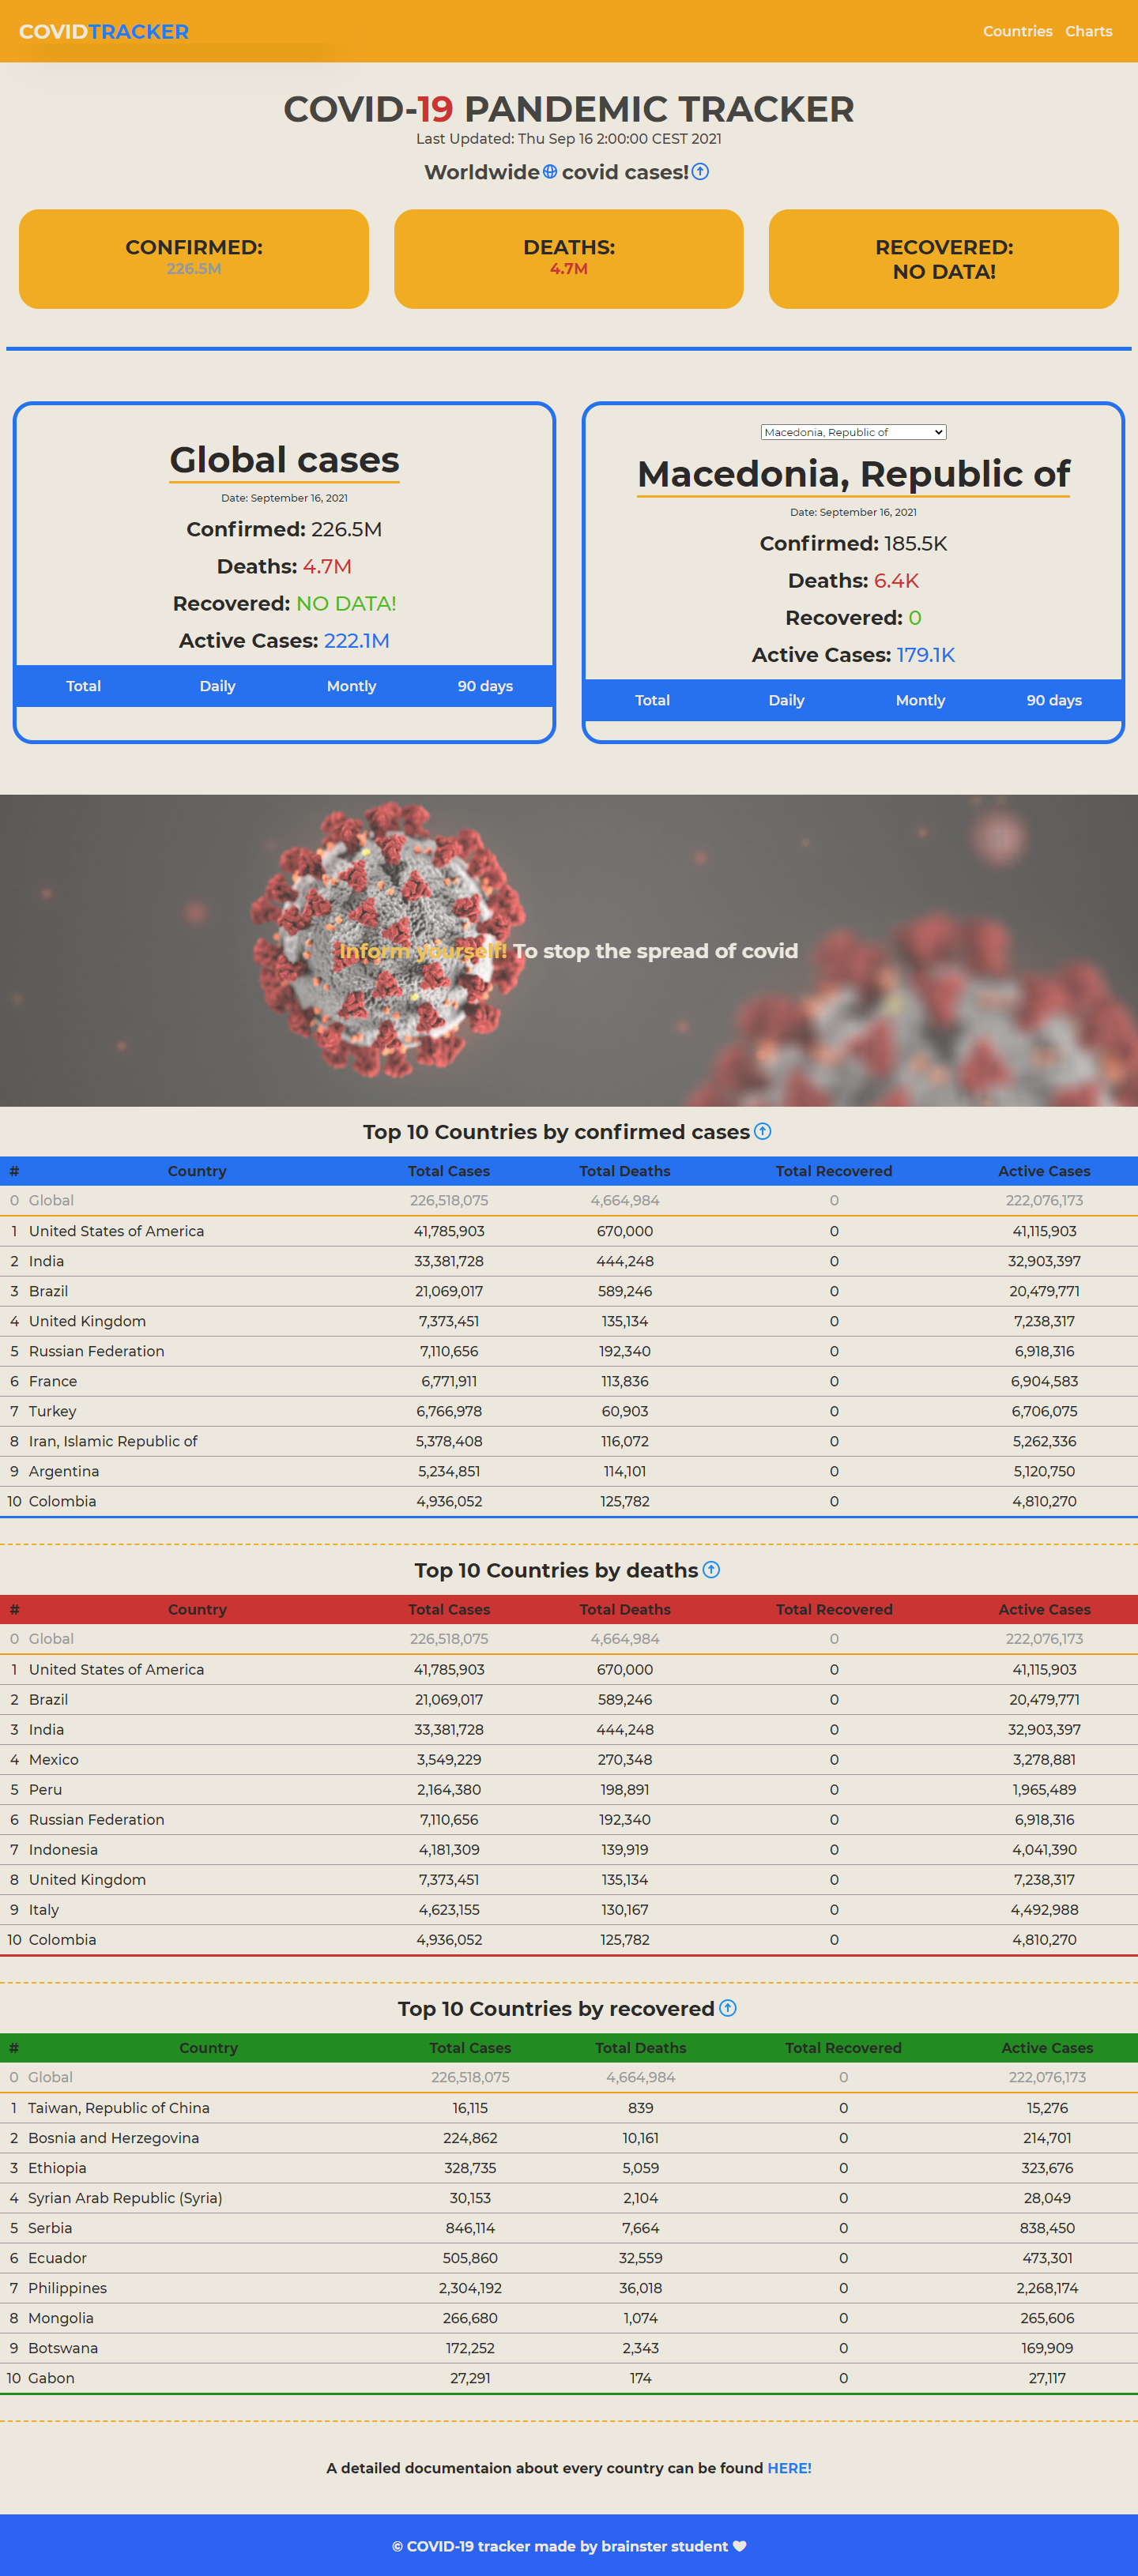 COVIDTRACKER Countries Charts
COVID-19 PANDEMIC TRACKER
Last Updated: Thu Sep 16 2:00:00 CEST 2021
Worldwide covid cases!
CONFIRMED: DEATHS: RECOVERED:
226.5M 4.7M NO DATA!
Macedonia, Republic of
Global cases Macedonia, Republic of
Date: September 16, 2021 Date: September 16, 2021
Confirmed: 226.5M Confirmed: 185.5K
Deaths: 4.7M Deaths: 6.4K
Recovered: NO DATA! Recovered: 0
Active Cases: 222.1M Active Cases: 179.1K
Total Daily Montly 90 days Total Daily Montly 90 days
Inform yourself! To stop the spread of covid
Top 10 Countries by confirmed cases
# Country Total Cases Total Deaths Total Recovered Active Cases
0 Global 226,518,075 4,664,984 0 222,076,173
1 United States of America 41,785,903 670,000 0 41,115,903
2 India 33,381,728 444,248 0 32,903,397
3 Brazil 21,069,017 589,246 0 20,479,771
4 United Kingdom 7,373,451 135,134 0 7,238,317
5 Russian Federation 7,110,656 192,340 0 6,918,316
6 France 6,771,911 113,836 0 6,904,583
7 Turkey 6,766,978 60,903 0 6,706,075
8 Iran, Islamic Republic of 5,378,408 116,072 0 5,262,336
9 Argentina 5,234,851 114,101 0 5,120,750
10 Colombia 4,936,052 125,782 0 4,810,270
Top 10 Countries by deaths
# Country Total Cases Total Deaths Total Recovered Active Cases
0 Global 226,518,075 4,664,984 0 222,076,173
1 United States of America 41,785,903 670,000 0 41,115,903
2 Brazil 21,069,017 589,246 0 20,479,771
3 India 33,381,728 444,248 0 32,903,397
4 Mexico 3,549,229 270,348 0 3,278,881
5 Peru 2,164,380 198,891 0 1,965,489
6 Russian Federation 7,110,656 192,340 0 6,918,316
7 Indonesia 4,181,309 139,919 0 4,041,390
8 United Kingdom 7,373,451 135,134 0 7,238,317
9 Italy 4,623,155 130,167 0 4,492,988
10 Colombia 4,936,052 125,782 0 4,810,270
Top 10 Countries by recovered
# Country Total Cases Total Deaths Total Recovered Active Cases
0 Global 226,518,075 4,664,984 0 222,076,173
1 Taiwan, Republic of China 16,115 839 0 15,276
2 Bosnia and Herzegovina 224,862 10,161 0 214,701
3 Ethiopia 328,735 5,059 0 323,676
4 Syrian Arab Republic (Syria) 30,153 2,104 0 28,049
5 Serbia 846,114 7,664 0 838,450
6 Ecuador 505,860 32,559 0 473,301
7 Philippines 2,304,192 36,018 0 2,268,174
8 Mongolia 266,680 1,074 0 265,606
9 Botswana 172,252 2,343 0 169,909
10 Gabon 27,291 174 0 27,117
A detailed documentaion about every country can be found HERE!
© COVID-19 tracker made by brainster student